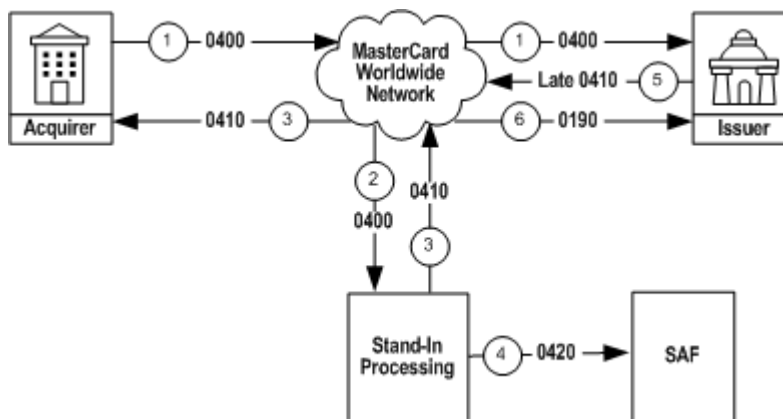 1 0400
MasterCard
Worldwide
Network
1 0400
Late 0410 5
Acquirer
0410 3
6 0190
Issuer
2
0400
0410
3
Stand-In
Processing
4 0420
SAF